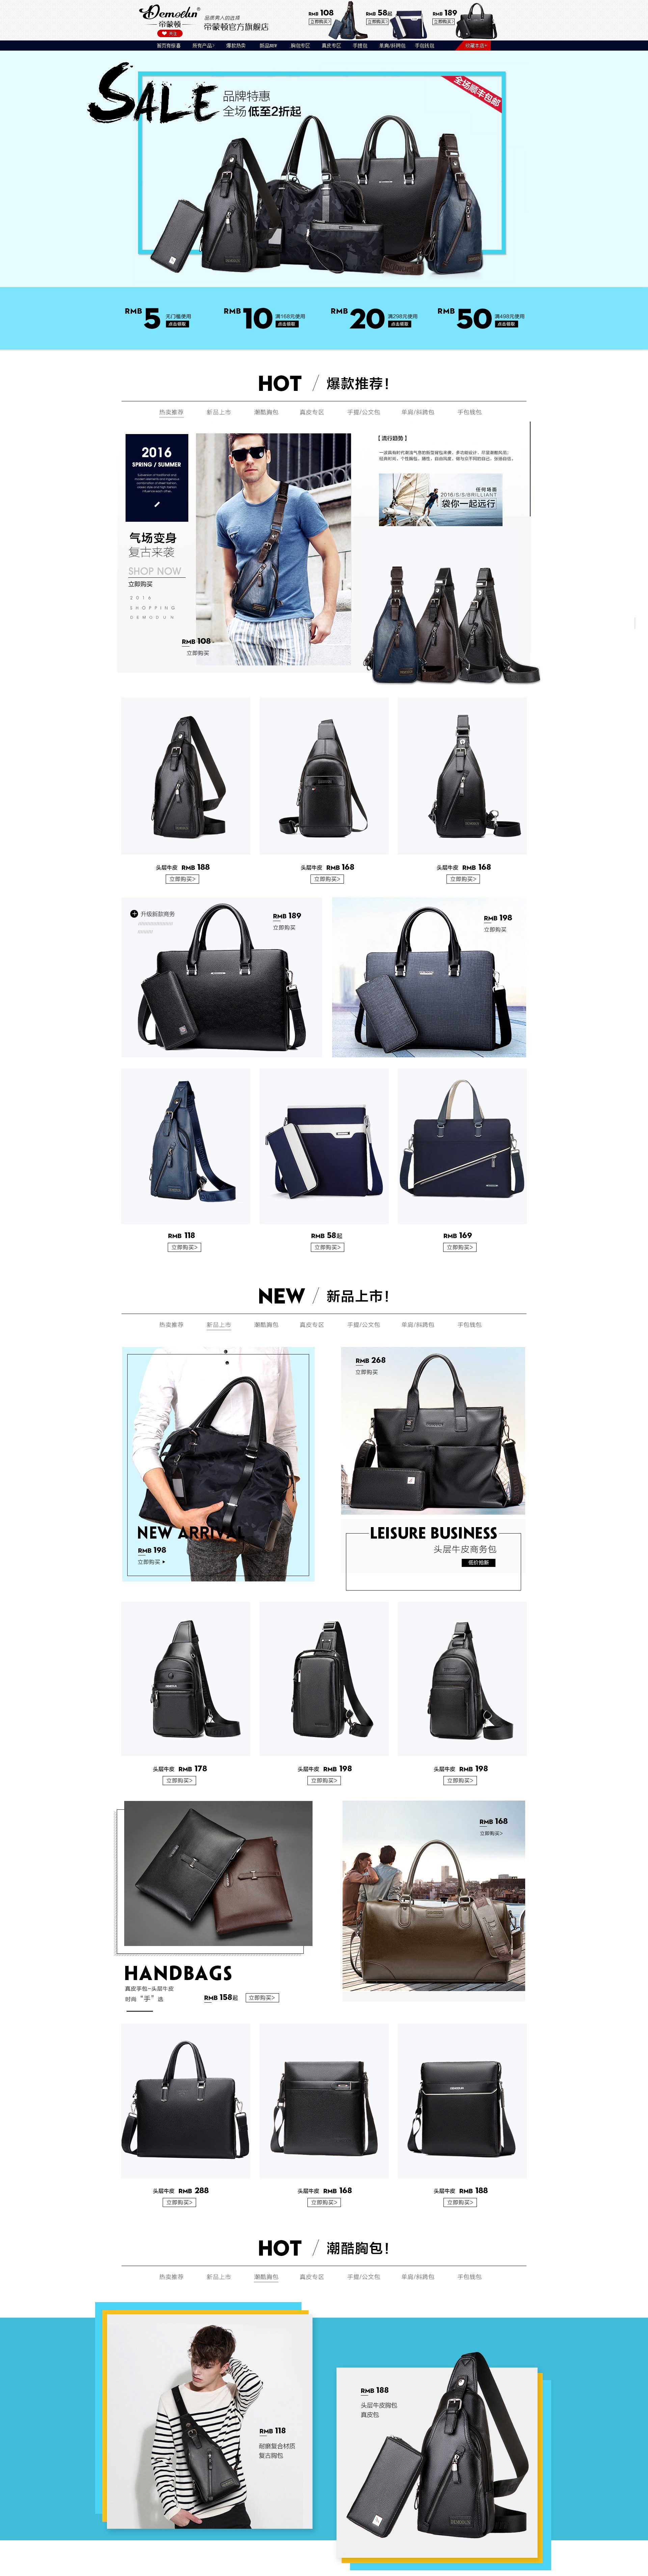 Demodun®
帝蒙顿
关注
品质男人的选择
帝蒙顿官方旗舰店
RMB 108
立即购买>
RMB 58起
立即购买>
RMB 189
立即购买>
首页有惊喜
所有产品
爆款热卖
新品首发
胸包专区
真皮专区
手提包
单肩/斜挎包
手包钱包
收藏本店+
SALE
品牌特惠
全场低至2折起
全场顺丰包邮
RMB 5
无门槛使用
点击领取
RMB 10
满168元使用
点击领取
RMB 20
满298元使用
点击领取
RMB 50
满498元使用
点击领取
HOT / 爆款推荐!
热卖推荐
新品上市
潮酷胸包
真皮专区
手提/公文包
单肩/斜跨包
手包钱包
2016
SPRING / SUMMER
气场变身
复古来袭
SHOP NOW
立即购买
2016
SHOPPING
DEMODUN
RMB 108
立即购买
【流行趋势】
任何场面
2016/S/S/BRILLIANT
袋你一起远行
头层牛皮 RMB 188
立即购买>
头层牛皮 RMB 168
立即购买>
头层牛皮 RMB 168
立即购买>
升级新款商务
RMB 189
立即购买
RMB 198
立即购买
RMB 118
立即购买>
RMB 58起
立即购买>
RMB 169
立即购买>
NEW / 新品上市!
热卖推荐
新品上市
潮酷胸包
真皮专区
手提/公文包
单肩/斜跨包
手包钱包
NEW ARRIVAL
RMB 198
立即购买
RMB 268
立即购买
LEISURE BUSINESS
头层牛皮商务包
低价抢新
头层牛皮 RMB 178
立即购买>
头层牛皮 RMB 198
立即购买>
头层牛皮 RMB 198
立即购买>
HANDBAGS
真皮手包-头层牛皮
时尚“手”选
RMB 158起
立即购买>
RMB 168
立即购买>
头层牛皮 RMB 288
立即购买>
头层牛皮 RMB 168
立即购买>
头层牛皮 RMB 188
立即购买>
HOT / 潮酷胸包!
热卖推荐
新品上市
潮酷胸包
真皮专区
手提/公文包
单肩/斜跨包
手包钱包
RMB 118
耐磨复合材质
复古胸包
RMB 188
头层牛皮胸包
真皮包
DEMODUN